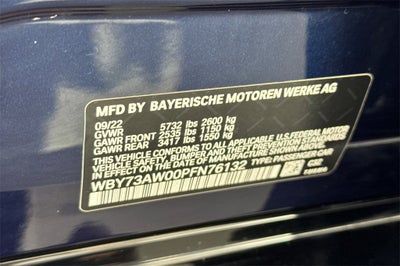 MFD BY BAYERISCHE MOTOREN WERKE AG
09/22
GVWR 5732 lbs 2600 kg
GAWR FRONT 2535 lbs 1150 kg
GAWR REAR 3417 lbs 1550 kg
THIS VEHICLE CONFORMS TO ALL APPLICABLE U.S. FEDERAL MOTOR
VEHICLE SAFETY, BUMPER, AND THEFT PREVENTION STANDARDS
IN EFFECT ON THE DATE OF MANUFACTURE SHOWN ABOVE.
WBY73AW00PFN76132 TYPE: PASSENGER CAR